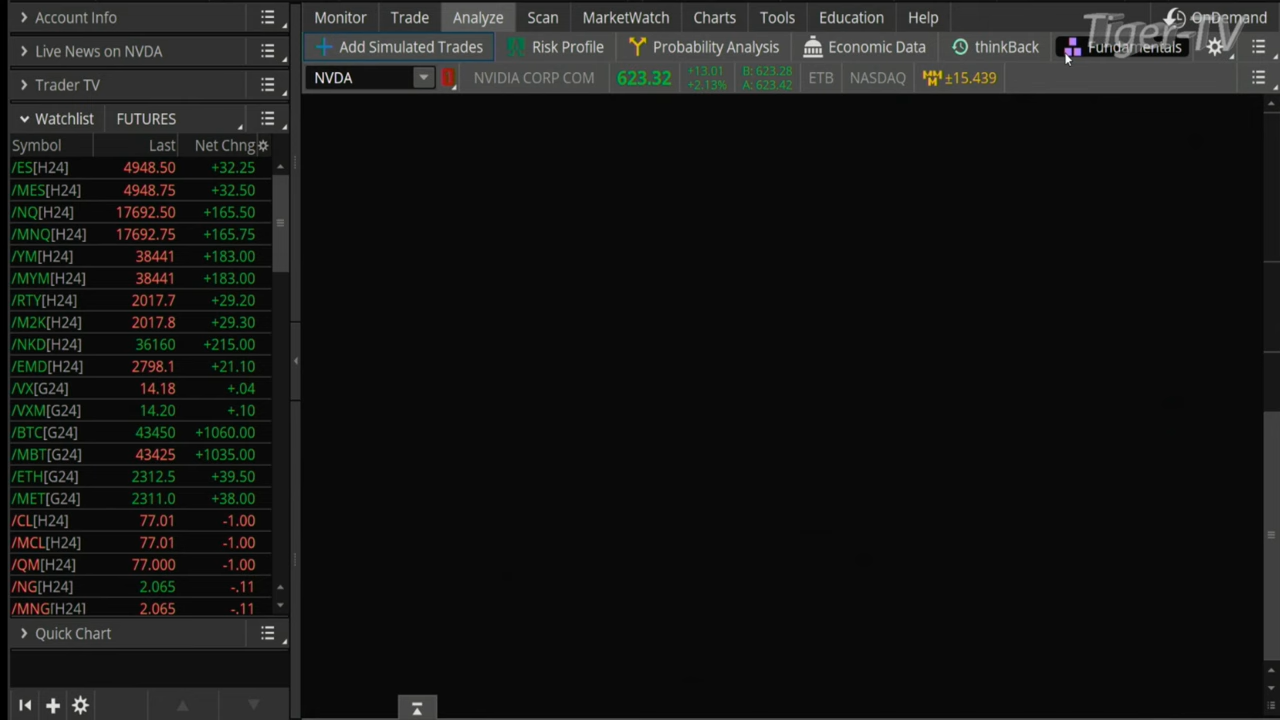 Account Info
Monitor Trade Analyze Scan MarketWatch Charts Tools Education Help
OnDemand
Tiger-TV
Live News on NVDA
Add Simulated Trades Risk Profile Probability Analysis Economic Data thinkBack Fundamentals
Trader TV
NVDA NVIDIA CORP COM 623.32 +13.01 B: 623.28 ETB NASDAQ ±15.439
+2.13% A: 623.42
Watchlist FUTURES
Symbol Last Net Chng
/ES[H24] 4948.50 +32.25
/MES[H24] 4948.75 +32.50
/NQ[H24] 17692.50 +165.50
/MNQ[H24] 17692.75 +165.75
/YM[H24] 38441 +183.00
/MYM[H24] 38441 +183.00
/RTY[H24] 2017.7 +29.20
/M2K[H24] 2017.8 +29.30
/NKD[H24] 36160 +215.00
/EMD[H24] 2798.1 +21.10
/VX[G24] 14.18 +.04
/VXM[G24] 14.20 +.10
/BTC[G24] 43450 +1060.00
/MBT[G24] 43425 +1035.00
/ETH[G24] 2312.5 +39.50
/MET[G24] 2311.0 +38.00
/CL[H24] 77.01 -1.00
/MCL[H24] 77.01 -1.00
/QM[H24] 77.000 -1.00
/NG[H24] 2.065 -.11
/MNG[H24] 2.065 -.11
Quick Chart